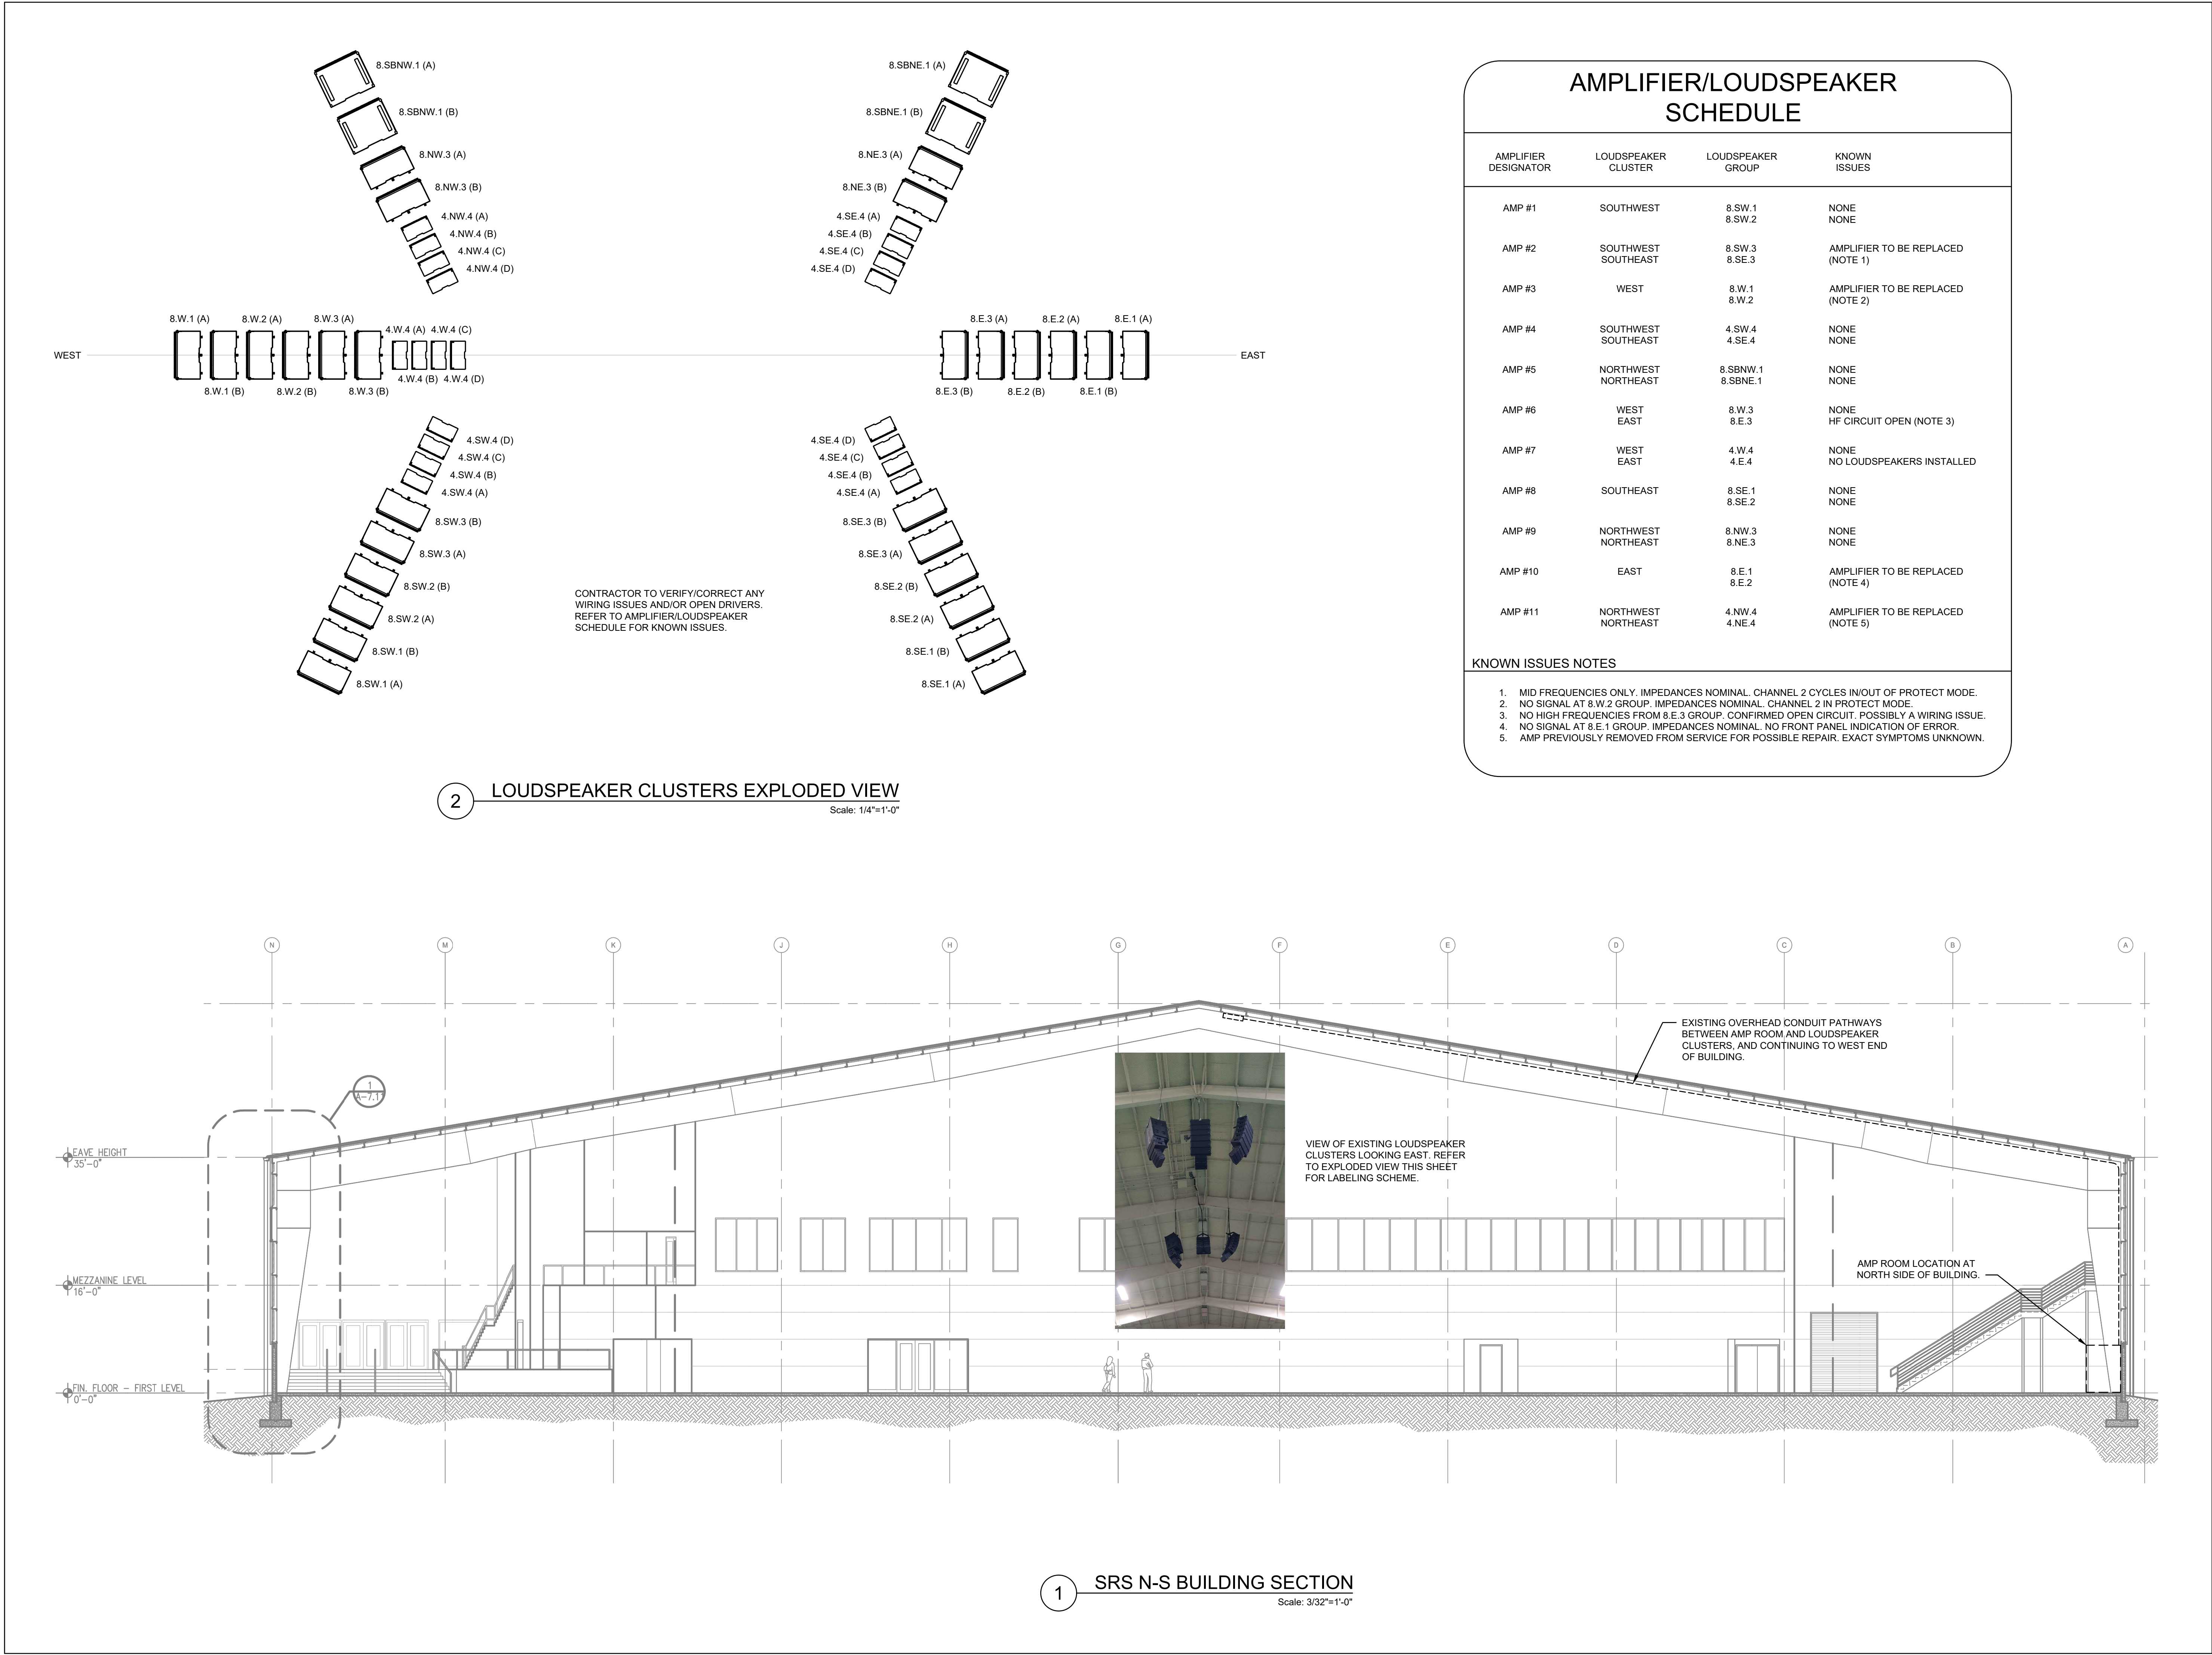 8.SBNW.1 (A)
8.SBNW.1 (B)
8.NW.3 (A)
8.NW.3 (B)
4.NW.4 (A)
4.NW.4 (B)
4.NW.4 (C)
4.NW.4 (D)
8.SBNE.1 (A)
8.SBNE.1 (B)
8.NE.3 (A)
8.NE.3 (B)
4.SE.4 (A)
4.SE.4 (B)
4.SE.4 (C)
4.SE.4 (D)
8.W.1 (A) 8.W.2 (A) 8.W.3 (A)
4.W.4 (A) 4.W.4 (C)
WEST
4.W.4 (B) 4.W.4 (D)
8.W.1 (B) 8.W.2 (B) 8.W.3 (B)
8.E.3 (A) 8.E.2 (A) 8.E.1 (A)
EAST
8.E.3 (B) 8.E.2 (B) 8.E.1 (B)
4.SW.4 (D)
4.SW.4 (C)
4.SW.4 (B)
4.SW.4 (A)
8.SW.3 (B)
8.SW.3 (A)
8.SW.2 (B)
8.SW.2 (A)
8.SW.1 (B)
8.SW.1 (A)
4.SE.4 (D)
4.SE.4 (C)
4.SE.4 (B)
4.SE.4 (A)
8.SE.3 (B)
8.SE.3 (A)
8.SE.2 (B)
8.SE.2 (A)
8.SE.1 (B)
8.SE.1 (A)
CONTRACTOR TO VERIFY/CORRECT ANY
WIRING ISSUES AND/OR OPEN DRIVERS.
REFER TO AMPLIFIER/LOUDSPEAKER
SCHEDULE FOR KNOWN ISSUES.
2 LOUDSPEAKER CLUSTERS EXPLODED VIEW
Scale: 1/4"=1'-0"
AMPLIFIER/LOUDSPEAKER
SCHEDULE
AMPLIFIER LOUDSPEAKER LOUDSPEAKER KNOWN
DESIGNATOR CLUSTER GROUP ISSUES
AMP #1 SOUTHWEST 8.SW.1 NONE
8.SW.2 NONE
AMP #2 SOUTHWEST 8.SW.3 AMPLIFIER TO BE REPLACED
SOUTHEAST 8.SE.3 (NOTE 1)
AMP #3 WEST 8.W.1 AMPLIFIER TO BE REPLACED
8.W.2 (NOTE 2)
AMP #4 SOUTHWEST 4.SW.4 NONE
SOUTHEAST 4.SE.4 NONE
AMP #5 NORTHWEST 8.SBNW.1 NONE
NORTHEAST 8.SBNE.1 NONE
AMP #6 WEST 8.W.3 NONE
EAST 8.E.3 HF CIRCUIT OPEN (NOTE 3)
AMP #7 WEST 4.W.4 NONE
EAST 4.E.4 NO LOUDSPEAKERS INSTALLED
AMP #8 SOUTHEAST 8.SE.1 NONE
8.SE.2 NONE
AMP #9 NORTHWEST 8.NW.3 NONE
NORTHEAST 8.NE.3 NONE
AMP #10 EAST 8.E.1 AMPLIFIER TO BE REPLACED
8.E.2 (NOTE 4)
AMP #11 NORTHWEST 4.NW.4 AMPLIFIER TO BE REPLACED
NORTHEAST 4.NE.4 (NOTE 5)
KNOWN ISSUES NOTES
1. MID FREQUENCIES ONLY. IMPEDANCES NOMINAL. CHANNEL 2 CYCLES IN/OUT OF PROTECT MODE.
2. NO SIGNAL AT 8.W.2 GROUP. IMPEDANCES NOMINAL. CHANNEL 2 IN PROTECT MODE.
3. NO HIGH FREQUENCIES FROM 8.E.3 GROUP. CONFIRMED OPEN CIRCUIT. POSSIBLY A WIRING ISSUE.
4. NO SIGNAL AT 8.E.1 GROUP. IMPEDANCES NOMINAL. NO FRONT PANEL INDICATION OF ERROR.
5. AMP PREVIOUSLY REMOVED FROM SERVICE FOR POSSIBLE REPAIR. EXACT SYMPTOMS UNKNOWN.
N M K J H G F E D C B A
EXISTING OVERHEAD CONDUIT PATHWAYS
BETWEEN AMP ROOM AND LOUDSPEAKER
CLUSTERS, AND CONTINUING TO WEST END
OF BUILDING.
1
A-7.1
EAVE HEIGHT
35'-0"
VIEW OF EXISTING LOUDSPEAKER
CLUSTERS LOOKING EAST. REFER
TO EXPLODED VIEW THIS SHEET
FOR LABELING SCHEME.
AMP ROOM LOCATION AT
NORTH SIDE OF BUILDING.
MEZZANINE LEVEL
16'-0"
FIN. FLOOR - FIRST LEVEL
0'-0"
1 SRS N-S BUILDING SECTION
Scale: 3/32"=1'-0"